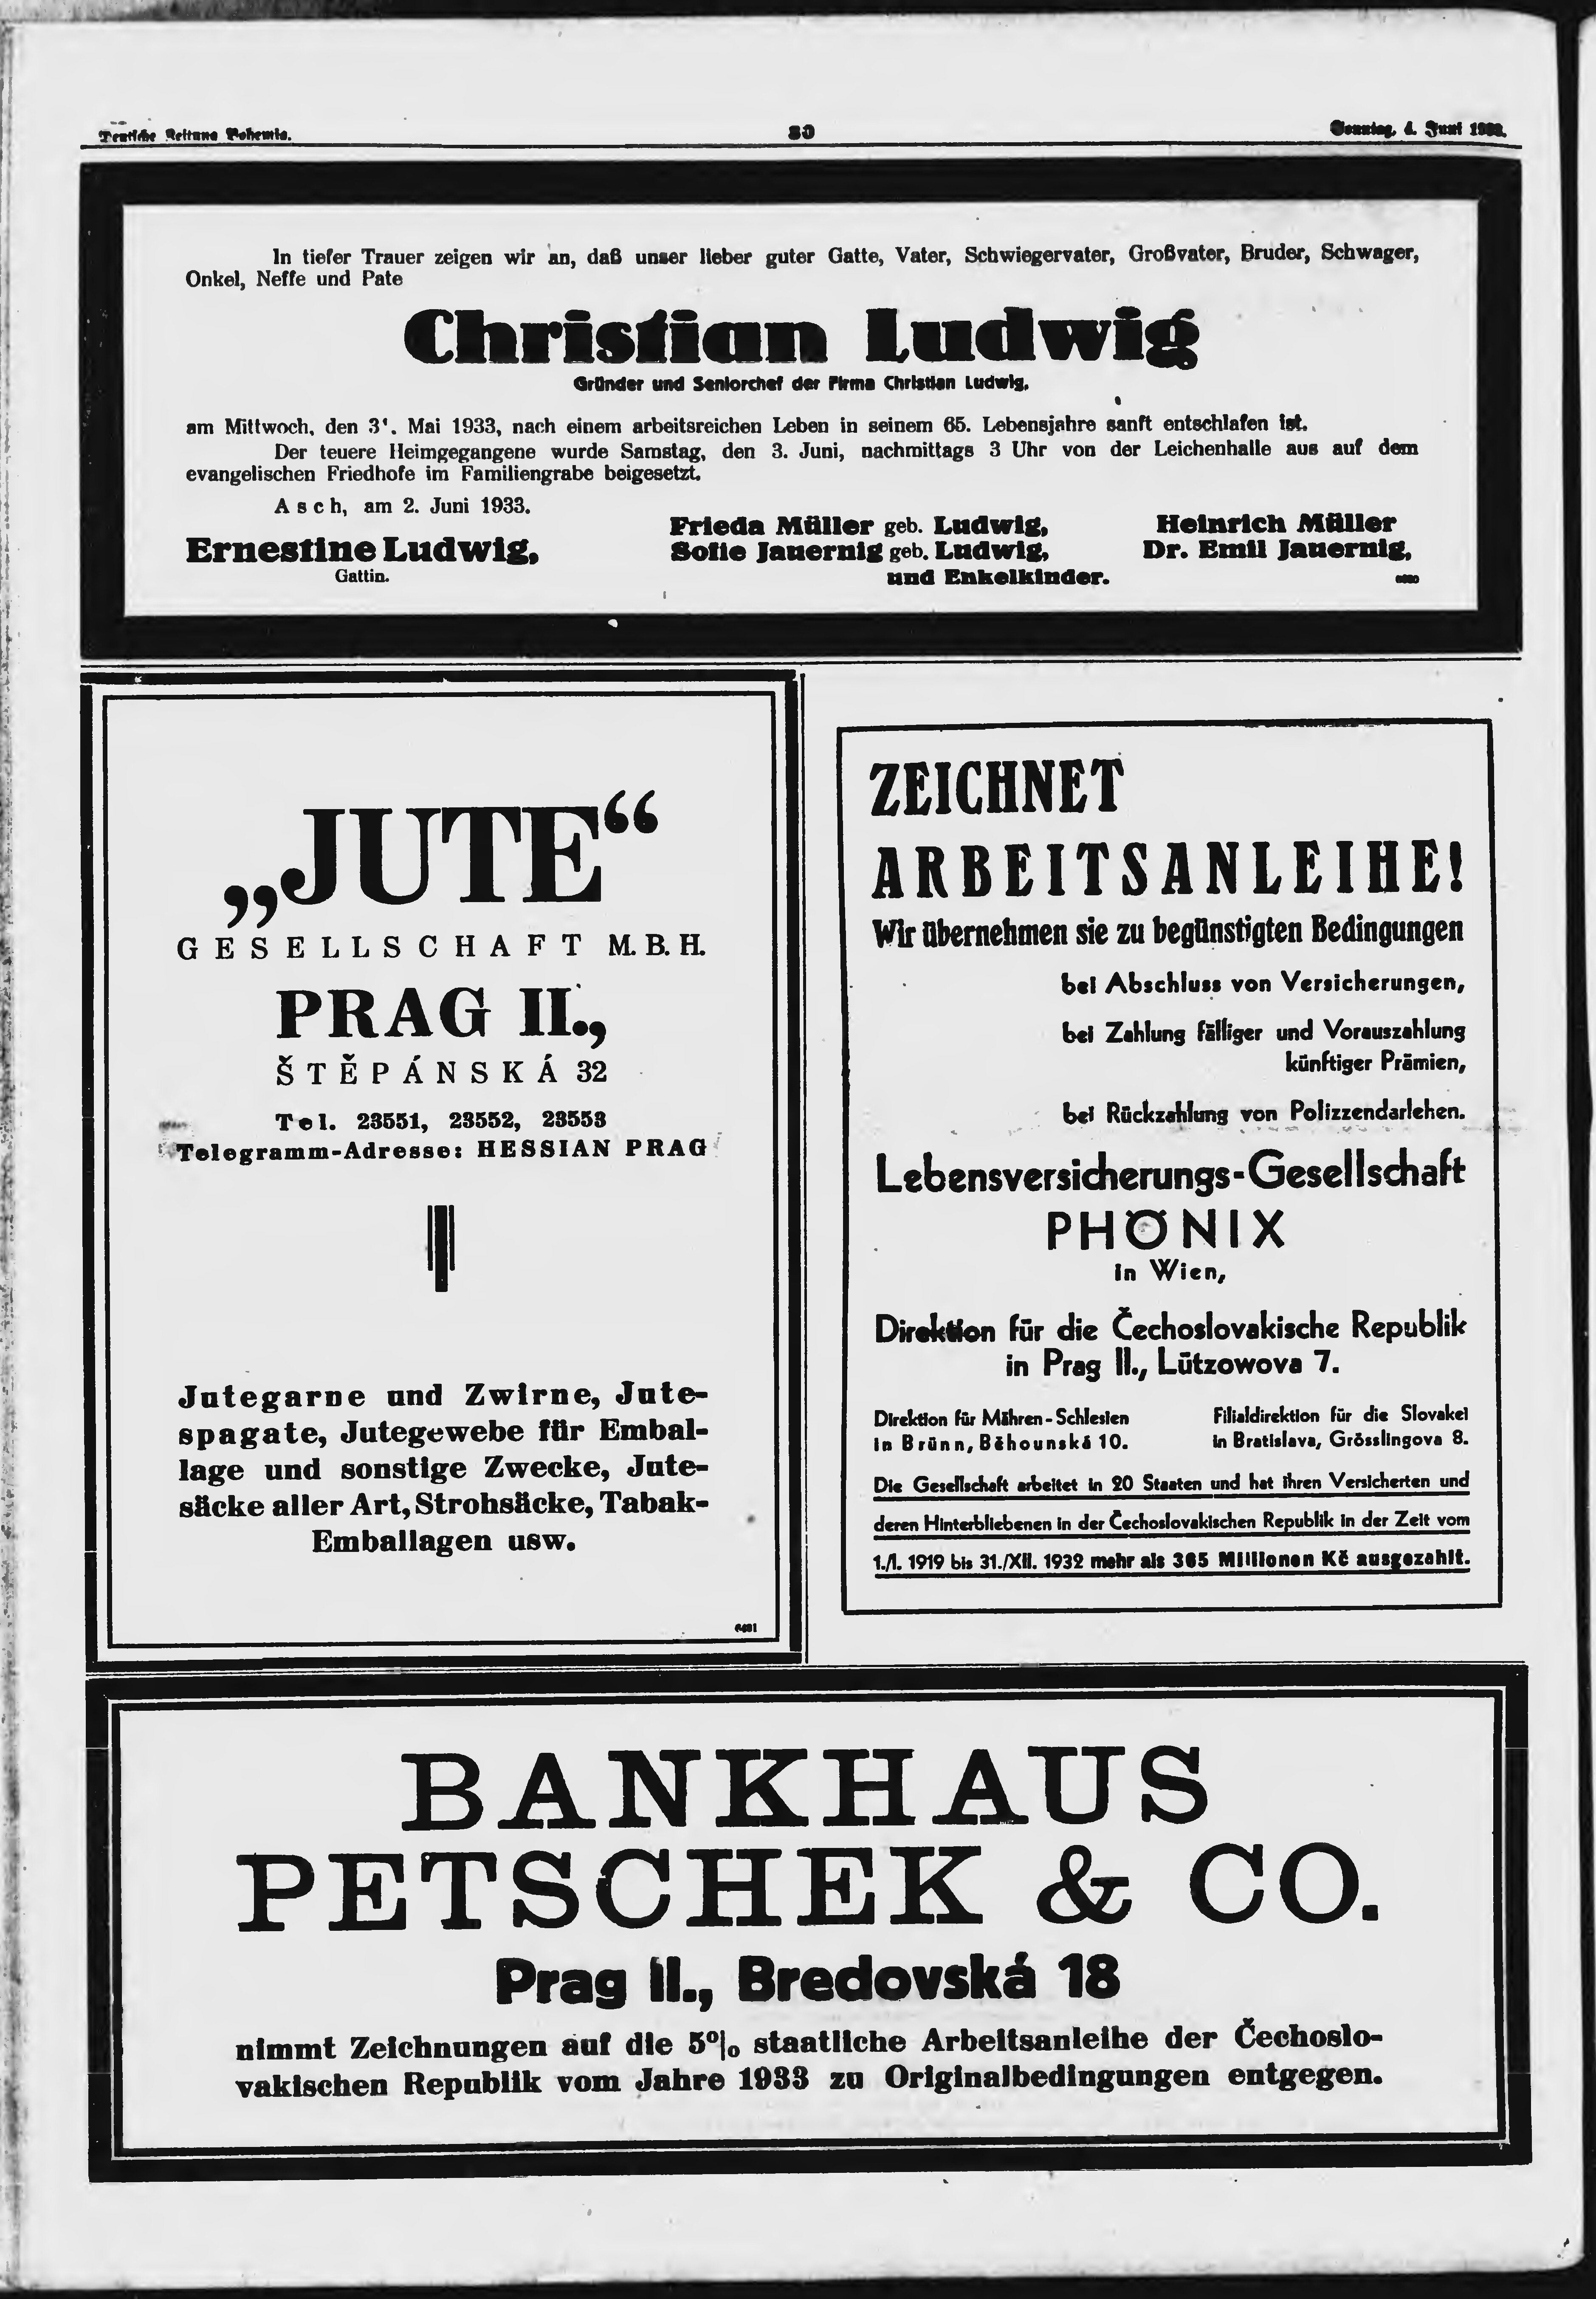 Deutsche Zeitung Bohemia.
30
Sonntag, 4. Juni 1933.
In tiefer Trauer zeigen wir an, daß unser lieber guter Gatte, Vater, Schwiegervater, Großvater, Bruder, Schwager,
Onkel, Neffe und Pate
Christian Ludwig
Gründer und Seniorchef der Firma Christian Ludwig,
am Mittwoch, den 31. Mai 1933, nach einem arbeitsreichen Leben in seinem 65. Lebensjahre sanft entschlafen ist.
Der teuere Heimgegangene wurde Samstag, den 3. Juni, nachmittags 3 Uhr von der Leichenhalle aus auf dem
evangelischen Friedhofe im Familiengrabe beigesetzt.
Asch, am 2. Juni 1933.
Ernestine Ludwig,
Gattin.
Frieda Müller geb. Ludwig,
Sofie Jauernig geb. Ludwig,
und Enkelkinder.
Heinrich Müller
Dr. Emil Jauernig,
„JUTE“
GESELLSCHAFT M. B. H.
PRAG II.,
ŠTĚPÁNSKÁ 32
Tel. 23551, 23552, 23553
Telegramm-Adresse: HESSIAN PRAG
Jutegarne und Zwirne, Jute-
spagate, Jutegewebe für Embal-
lage und sonstige Zwecke, Jute-
säcke aller Art, Strohsäcke, Tabak-
Emballagen usw.
6491
ZEICHNET
ARBEITSANLEIHE!
Wir übernehmen sie zu begünstigten Bedingungen
bei Abschluss von Versicherungen,
bei Zahlung fälliger und Vorauszahlung
künftiger Prämien,
bei Rückzahlung von Polizzendarlehen.
Lebensversicherungs-Gesellschaft
PHÖNIX
in Wien,
Direktion für die Čechoslovakische Republik
in Prag II., Lützowova 7.
Direktion für Mähren-Schlesien
in Brünn, Běhounská 10.
Filialdirektion für die Slovakei
in Bratislava, Grösslingova 8.
Die Gesellschaft arbeitet in 20 Staaten und hat ihren Versicherten und
deren Hinterbliebenen in der Čechoslovakischen Republik in der Zeit vom
1./I. 1919 bis 31./XII. 1932 mehr als 365 Millionen Kč ausgezahlt.
BANKHAUS
PETSCHEK & CO.
Prag II., Bredovská 18
nimmt Zeichnungen auf die 5% staatliche Arbeitsanleihe der Čechoslo-
vakischen Republik vom Jahre 1933 zu Originalbedingungen entgegen.